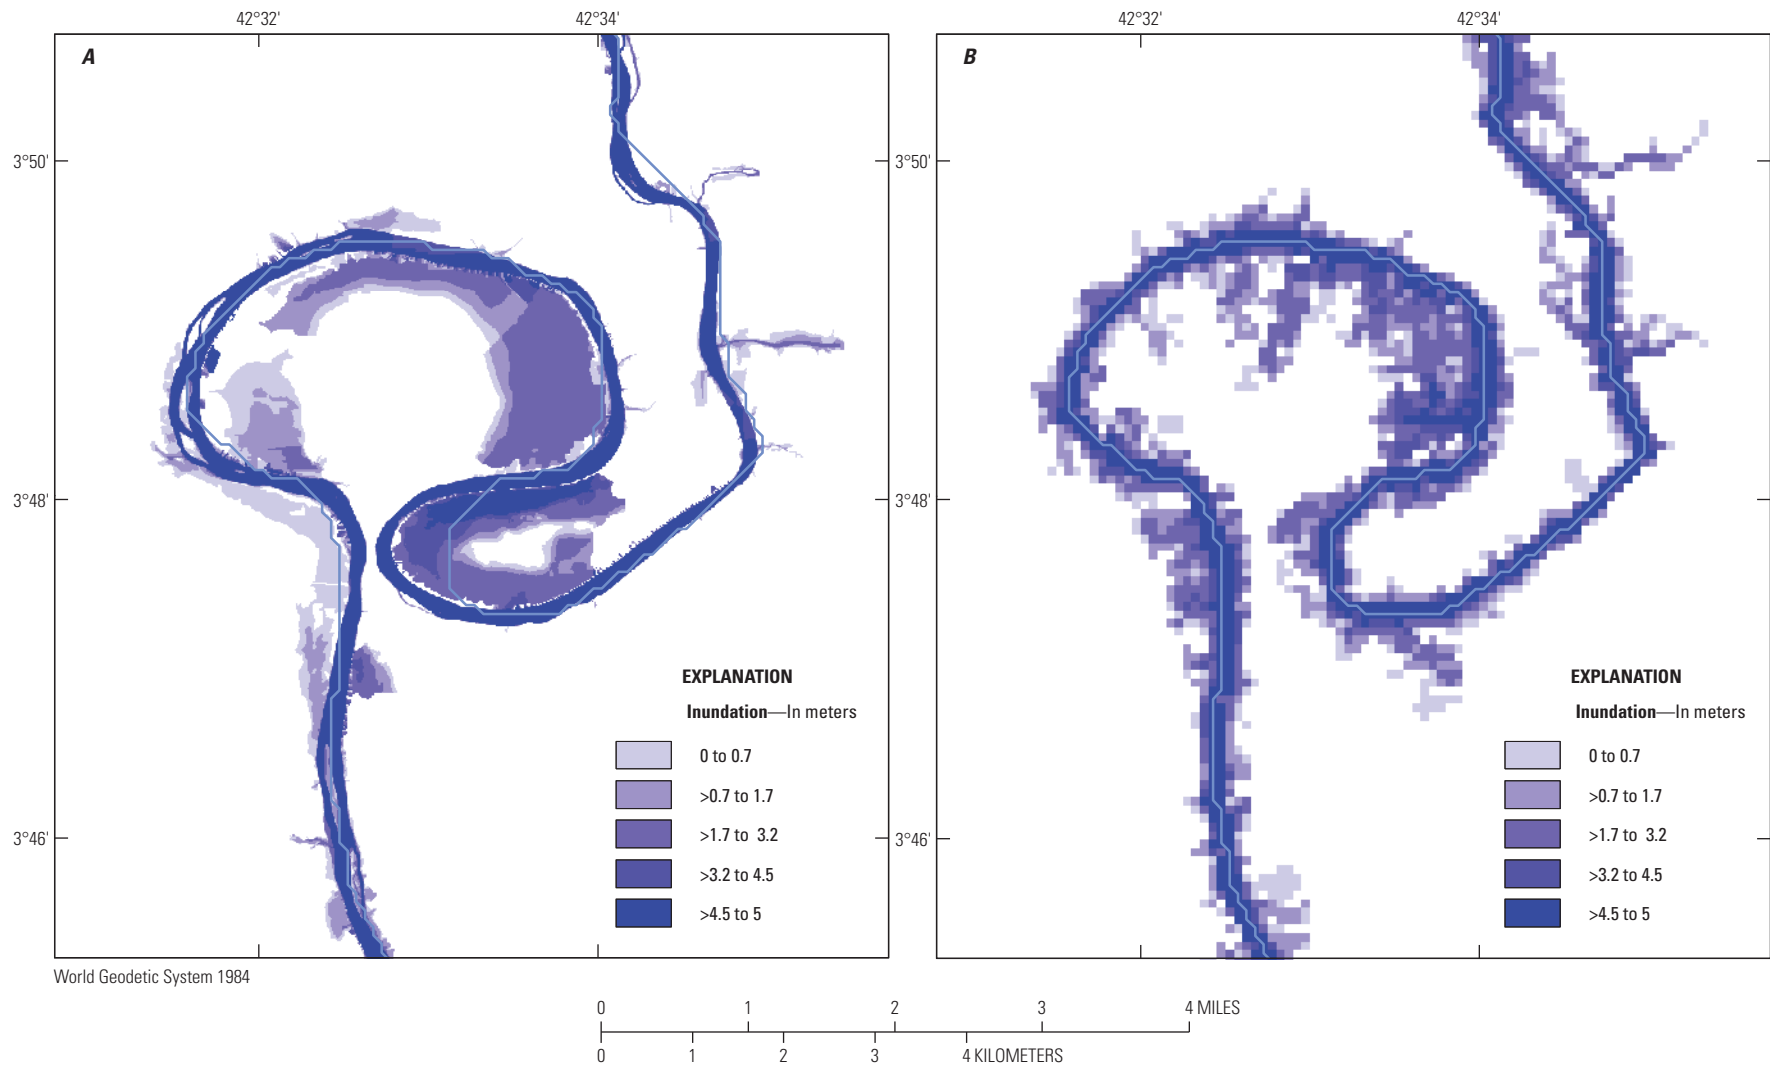 42°32' 42°34' 42°32' 42°34'
A B
3°50' 3°50'
3°48' 3°48'
3°46' 3°46'
EXPLANATION
Inundation—In meters
0 to 0.7
>0.7 to 1.7
>1.7 to 3.2
>3.2 to 4.5
>4.5 to 5
EXPLANATION
Inundation—In meters
0 to 0.7
>0.7 to 1.7
>1.7 to 3.2
>3.2 to 4.5
>4.5 to 5
World Geodetic System 1984
0 1 2 3 4 MILES
0 1 2 3 4 KILOMETERS